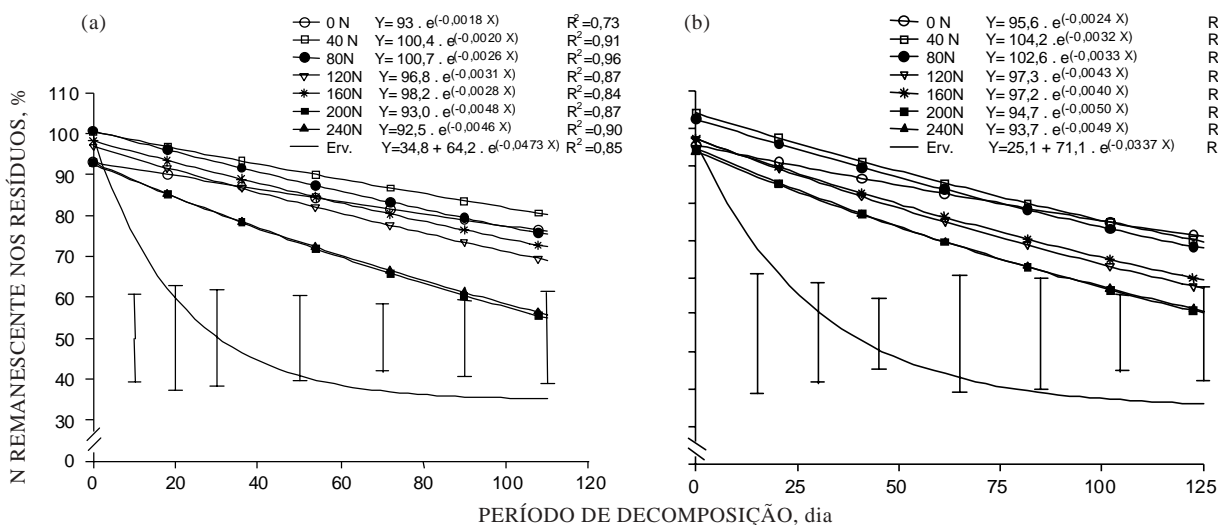 (a)
0 N Y= 93 . e(-0,0018 X) R2=0,73
40 N Y= 100,4 . e(-0,0020 X) R2=0,91
80N Y= 100,7 . e(-0,0026 X) R2=0,96
120N Y= 96,8 . e(-0,0031 X) R2=0,87
160N Y= 98,2 . e(-0,0028 X) R2=0,84
200N Y= 93,0 . e(-0,0048 X) R2=0,87
240N Y=92,5 . e(-0,0046 X) R2=0,90
Erv. Y=34,8 + 64,2 . e(-0,0473 X) R2=0,85
(b)
0 N Y= 95,6 . e(-0,0024 X) R
40 N Y= 104,2 . e(-0,0032 X) R
80N Y= 102,6 . e(-0,0033 X) R
120N Y= 97,3 . e(-0,0043 X) R
160N Y= 97,2 . e(-0,0040 X) R
200N Y= 94,7 . e(-0,0050 X) R
240N Y= 93,7 . e(-0,0049 X) R
Erv. Y=25,1 + 71,1 . e(-0,0337 X) R
N REMANESCENTE NOS RESÍDUOS, %
110
100
90
80
70
60
50
40
30
0
0 20 40 60 80 100 120
0 25 50 75 100 125
PERÍODO DE DECOMPOSIÇÃO, dia